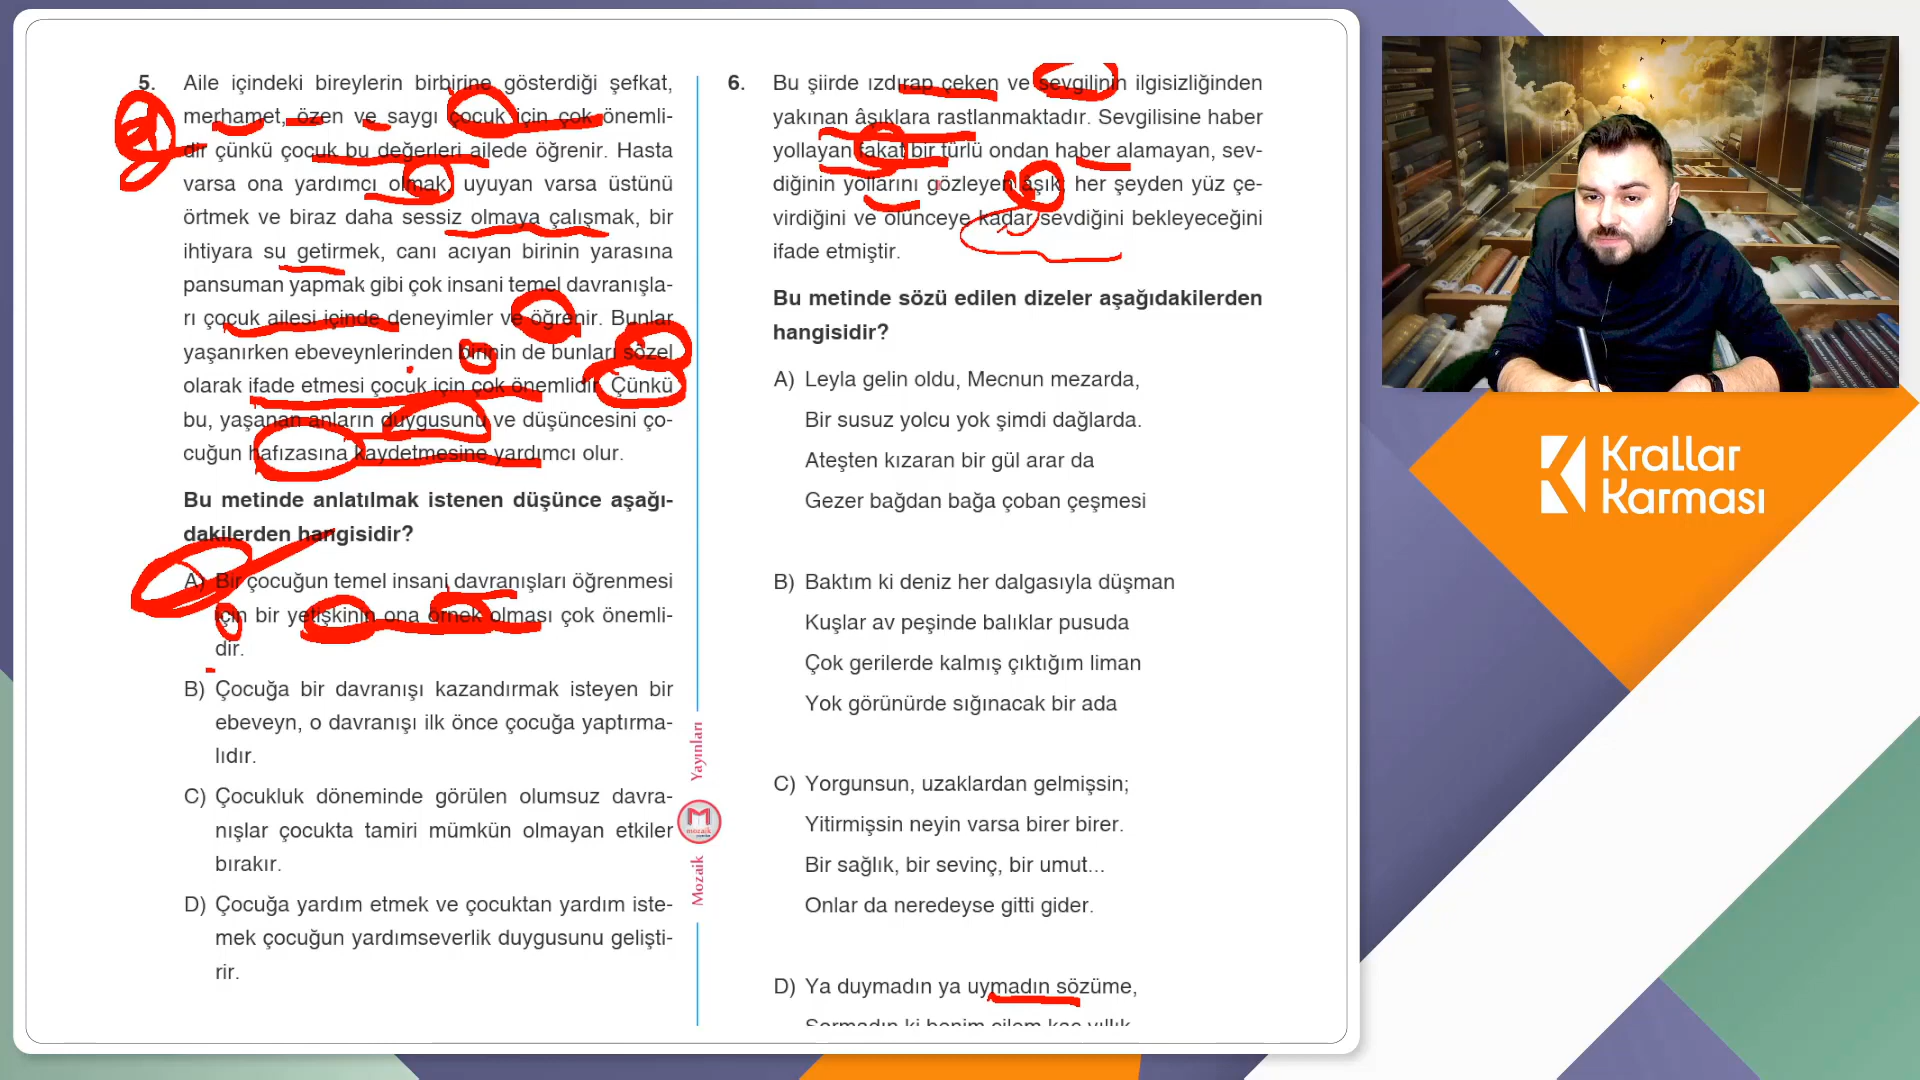 5. Aile içindeki bireylerin birbirine gösterdiği şefkat,
merhamet, özen ve saygı çocuk için çok önemli-
dir çünkü çocuk bu değerleri ailede öğrenir. Hasta
varsa ona yardımcı olmak, uyuyan varsa üstünü
örtmek ve biraz daha sessiz olmaya çalışmak, bir
ihtiyara su getirmek, canı acıyan birinin yarasına
pansuman yapmak gibi çok insani temel davranışla-
rı çocuk ailesi içinde deneyimler ve öğrenir. Bunlar
yaşanırken ebeveynlerinden birinin de bunları sözel
olarak ifade etmesi çocuk için çok önemlidir. Çünkü
bu, yaşanan anların duygusunu ve düşüncesini ço-
cuğun hafızasına kaydetmesine yardımcı olur.
Bu metinde anlatılmak istenen düşünce aşağı-
dakilerden hangisidir?
A) Bir çocuğun temel insani davranışları öğrenmesi
için bir yetişkinin ona örnek olması çok önemli-
dir.
B) Çocuğa bir davranışı kazandırmak isteyen bir
ebeveyn, o davranışı ilk önce çocuğa yaptırma-
lıdır.
C) Çocukluk döneminde görülen olumsuz davra-
nışlar çocukta tamiri mümkün olmayan etkiler
bırakır.
D) Çocuğa yardım etmek ve çocuktan yardım iste-
mek çocuğun yardımseverlik duygusunu gelişti-
rir.
Mozaik Yayınları
mozaik
6. Bu şiirde ızdırap çeken ve sevgilinin ilgisizliğinden
yakınan âşıklara rastlanmaktadır. Sevgilisine haber
yollayan fakat bir türlü ondan haber alamayan, sev-
diğinin yollarını gözleyen âşık, her şeyden yüz çe-
virdiğini ve ölünceye kadar sevdiğini bekleyeceğini
ifade etmiştir.
Bu metinde sözü edilen dizeler aşağıdakilerden
hangisidir?
A) Leyla gelin oldu, Mecnun mezarda,
Bir susuz yolcu yok şimdi dağlarda.
Ateşten kızaran bir gül arar da
Gezer bağdan bağa çoban çeşmesi
B) Baktım ki deniz her dalgasıyla düşman
Kuşlar av peşinde balıklar pusuda
Çok gerilerde kalmış çıktığım liman
Yok görünürde sığınacak bir ada
C) Yorgunsun, uzaklardan gelmişsin;
Yitirmişsin neyin varsa birer birer.
Bir sağlık, bir sevinç, bir umut...
Onlar da neredeyse gitti gider.
D) Ya duymadın ya uymadın sözüme,
Sormadın ki benim çilem kaç yıllık
Krallar
Karması